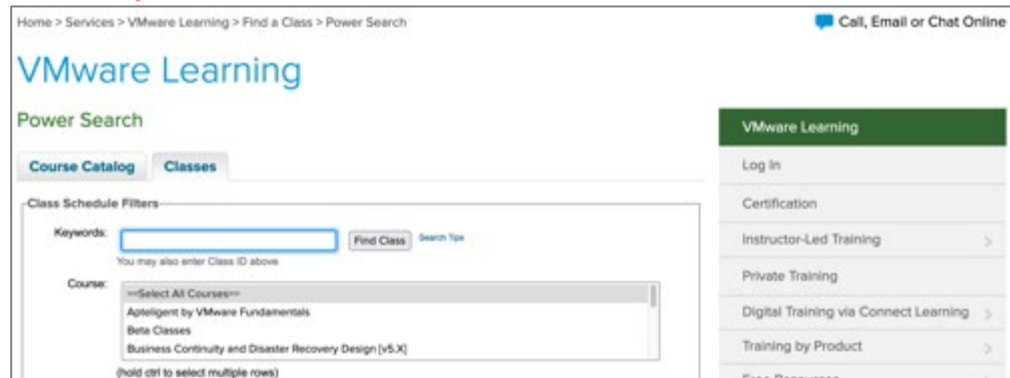 Home > Services > VMware Learning > Find a Class > Power Search
Call, Email or Chat Online
VMware Learning
Power Search
Course Catalog
Classes
Class Schedule Filters
Keywords:
Find Class
Search Tips
You may also enter Class ID above
Course:
==Select All Courses==
Apteligent by VMware Fundamentals
Beta Classes
Business Continuity and Disaster Recovery Design [v5.X]
(hold ctrl to select multiple rows)
VMware Learning
Log In
Certification
Instructor-Led Training
Private Training
Digital Training via Connect Learning
Training by Product
Free Resources